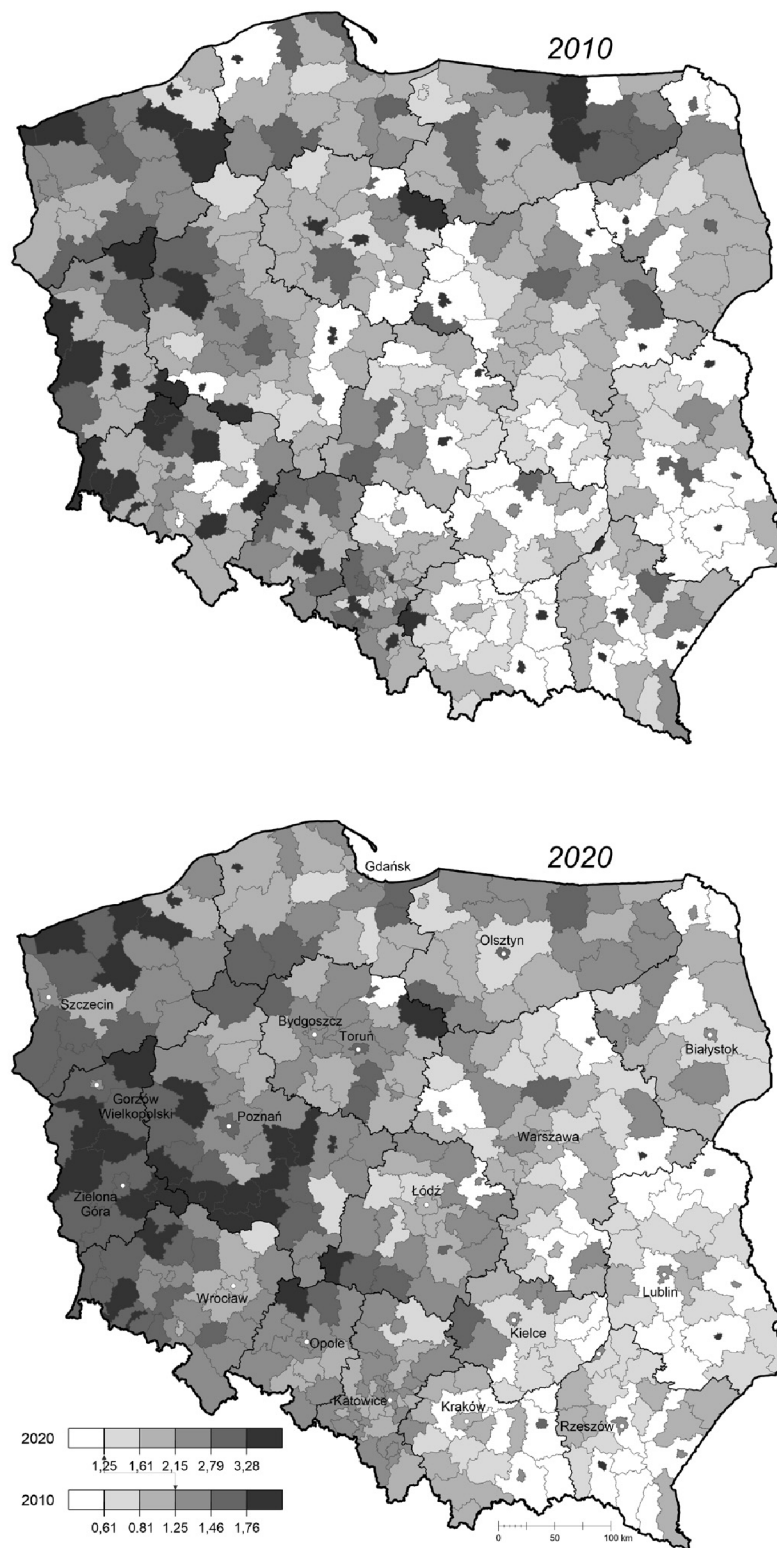 2010
2020
Gdańsk
Olsztyn
Szczecin
Bydgoszcz
Toruń
Białystok
Gorzów
Wielkopolski
Poznań
Warszawa
Zielona
Góra
Łódź
Wrocław
Lublin
Kielce
Opole
Katowice
Kraków
Rzeszów
2020
1,25 1,61 2,15 2,79 3,28
2010
0,61 0.81 1.25 1,46 1,76
0 50 100 km